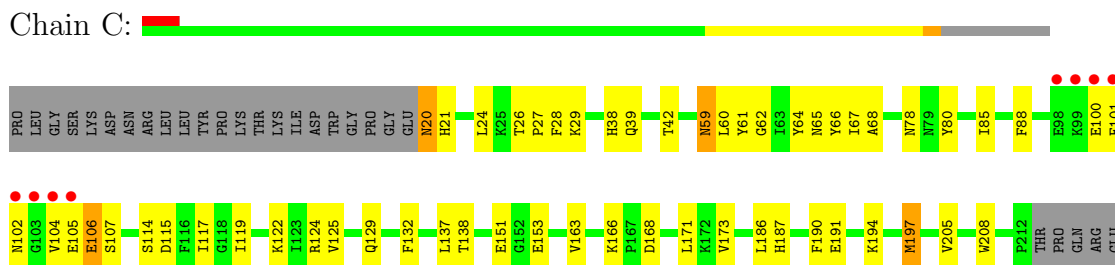 Chain C:
PRO LEU GLY SER LYS ASP ASN ARG LEU LEU TYR PRO LYS THR LYS ILE ASP TRP GLY PRO GLY GLU N20 H21 L24 K25 T26 P27 F28 K29 H38 Q39 T42 N59 L60 Y61 G62 I63 Y64 N65 Y66 I67 A68 N78 N79 Y80 I85 F88 E98 K99 E100 E101
N102 G103 V104 E105 E106 S107 S114 D115 F116 I117 G118 I119 K122 I123 R124 V125 Q129 F132 L137 T138 E151 G152 E153 V163 K166 P167 D168 L171 K172 V173 L186 H187 F190 E191 K194 M197 V205 W208 P212 THR PRO GLN ARG GLU